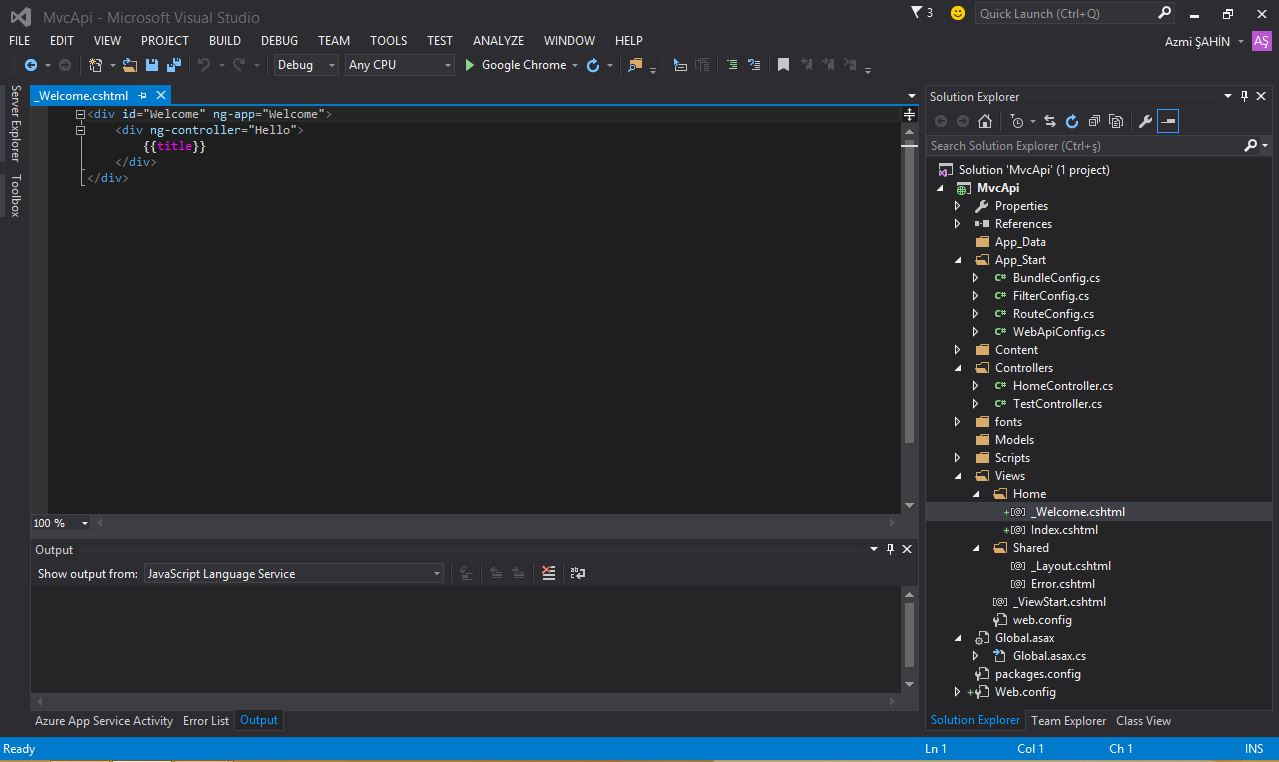 MvcApi - Microsoft Visual Studio
3
Quick Launch (Ctrl+Q)
FILE EDIT VIEW PROJECT BUILD DEBUG TEAM TOOLS TEST ANALYZE WINDOW HELP
Azmi ŞAHİN
AŞ
Debug
Any CPU
Google Chrome
Server Explorer
Toolbox
_Welcome.cshtml
<div id="Welcome" ng-app="Welcome">
<div ng-controller="Hello">
{{title}}
</div>
</div>
100 %
Output
Show output from: JavaScript Language Service
Azure App Service Activity Error List Output
Solution Explorer
Search Solution Explorer (Ctrl+ş)
Solution 'MvcApi' (1 project)
MvcApi
Properties
References
App_Data
App_Start
C# BundleConfig.cs
C# FilterConfig.cs
C# RouteConfig.cs
C# WebApiConfig.cs
Content
Controllers
C# HomeController.cs
C# TestController.cs
fonts
Models
Scripts
Views
Home
+[@] _Welcome.cshtml
+[@] Index.cshtml
Shared
[@] _Layout.cshtml
[@] Error.cshtml
[@] _ViewStart.cshtml
web.config
Global.asax
Global.asax.cs
packages.config
+ Web.config
Solution Explorer Team Explorer Class View
Ready Ln 1 Col 1 Ch 1 INS